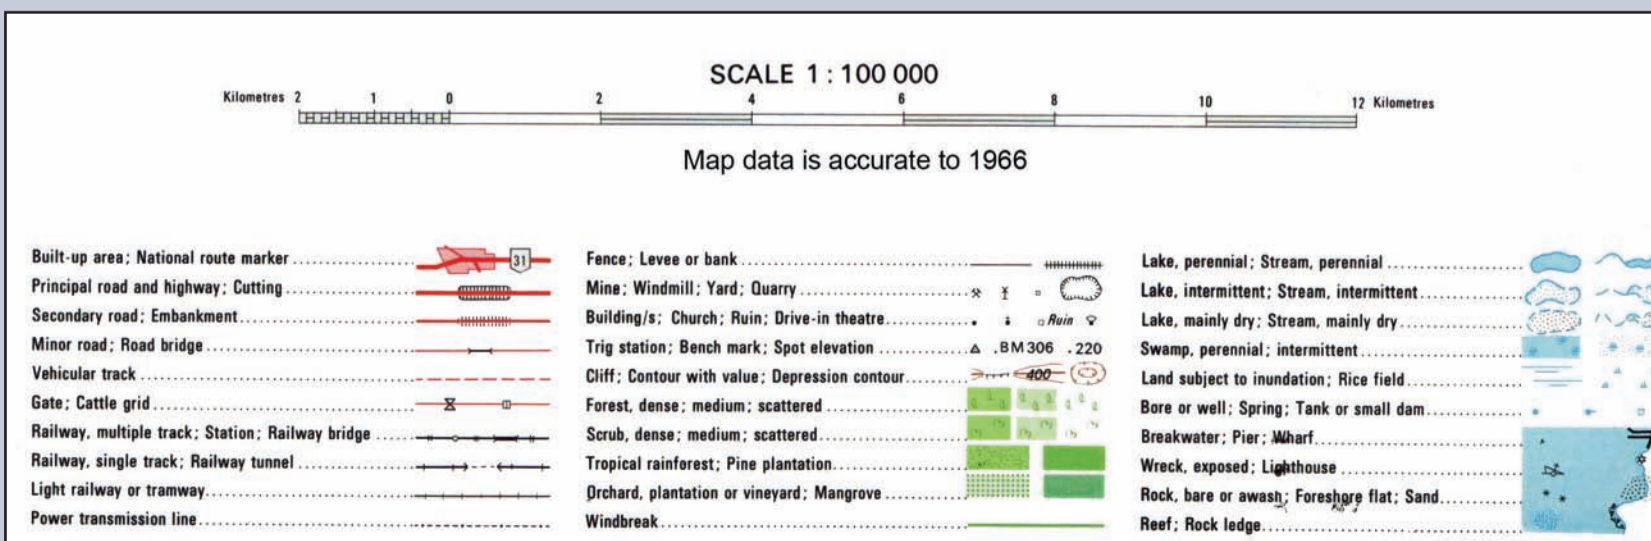 SCALE 1 : 100 000
Kilometres 2 1 0 2 4 6 8 10 12 Kilometres
Map data is accurate to 1966
Built-up area; National route marker
31
Principal road and highway; Cutting
Secondary road; Embankment
Minor road; Road bridge
Vehicular track
Gate; Cattle grid
Railway, multiple track; Station; Railway bridge
Railway, single track; Railway tunnel
Light railway or tramway
Power transmission line
Fence; Levee or bank
Mine; Windmill; Yard; Quarry
Building/s; Church; Ruin; Drive-in theatre
Ruin
Trig station; Bench mark; Spot elevation
.BM 306 .220
Cliff; Contour with value; Depression contour
400
Forest, dense; medium; scattered
Scrub, dense; medium; scattered
Tropical rainforest; Pine plantation
Orchard, plantation or vineyard; Mangrove
Windbreak
Lake, perennial; Stream, perennial
Lake, intermittent; Stream, intermittent
Lake, mainly dry; Stream, mainly dry
Swamp, perennial; intermittent
Land subject to inundation; Rice field
Bore or well; Spring; Tank or small dam
Breakwater; Pier; Wharf
Wreck, exposed; Lighthouse
Rock, bare or awash; Foreshore flat; Sand
Reef; Rock ledge